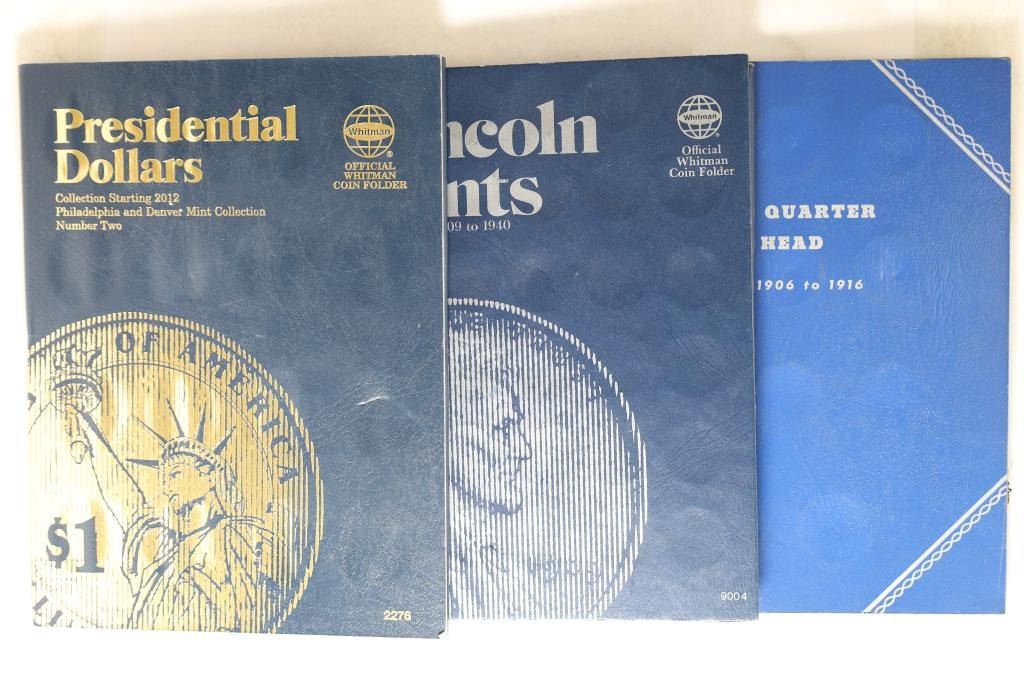 Presidential
Dollars
Collection Starting 2012
Philadelphia and Denver Mint Collection
Number Two
Whitman
®
OFFICIAL
WHITMAN
COIN FOLDER
OF AMERICA
$1
2276
ncoln
nts
09 to 1940
Whitman
®
Official
Whitman
Coin Folder
9004
QUARTER
HEAD
1906 to 1916